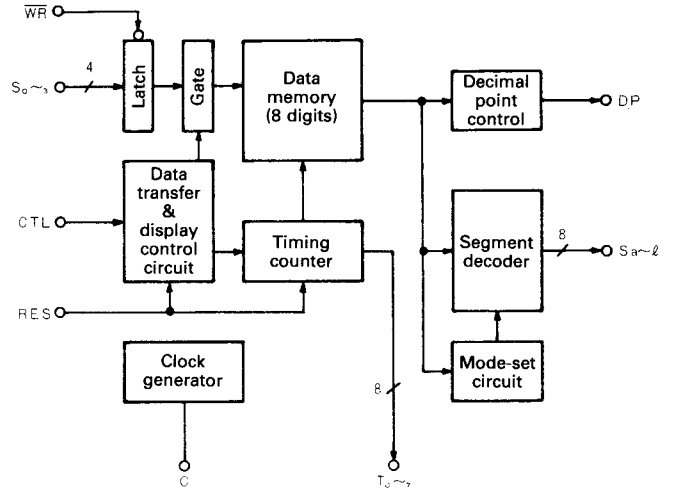 WR
4
S₀~₃
Latch
Gate
Data
memory
(8 digits)
Decimal
point
control
DP
Data
transfer
&
display
control
circuit
CTL
Timing
counter
Segment
decoder
8
Sa~ℓ
RES
Clock
generator
Mode-set
circuit
8
C
T₀~₇